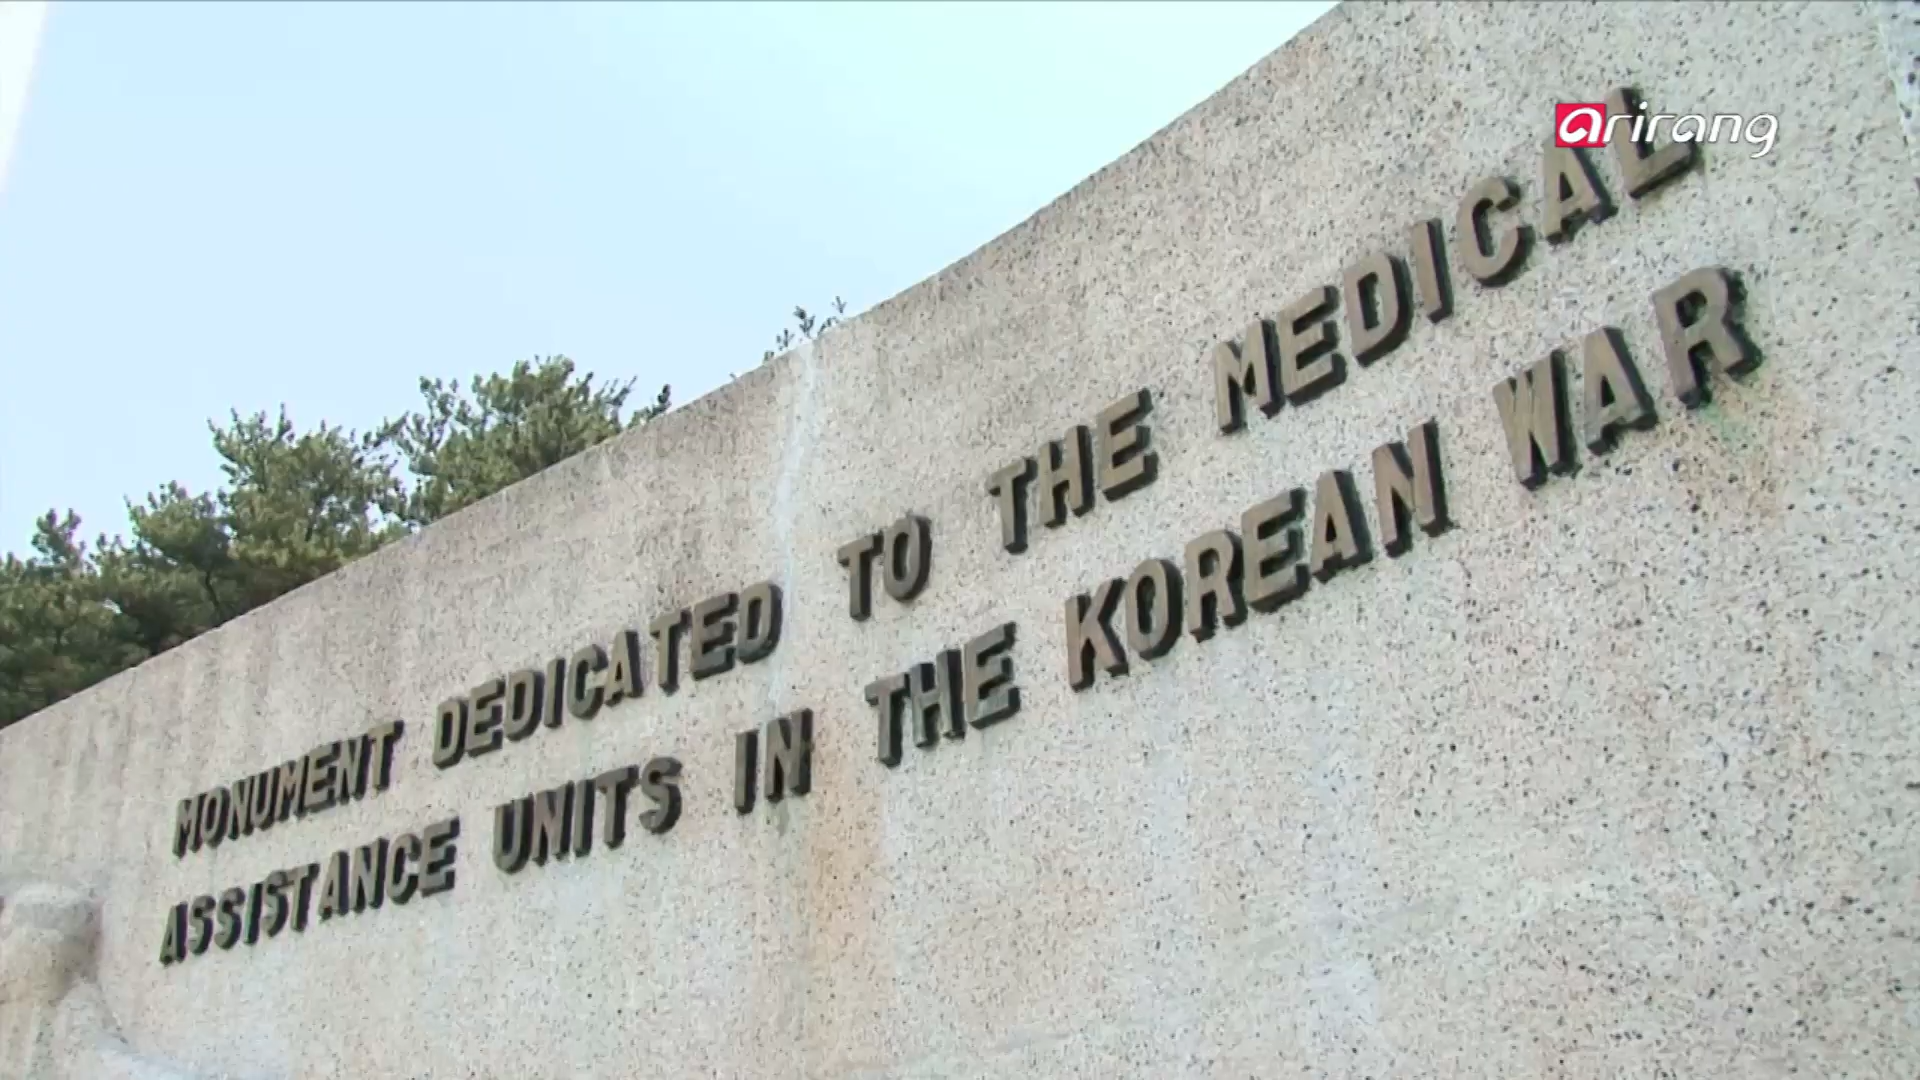 arirang
MONUMENT DEDICATED TO THE MEDICAL
ASSISTANCE UNITS IN THE KOREAN WAR